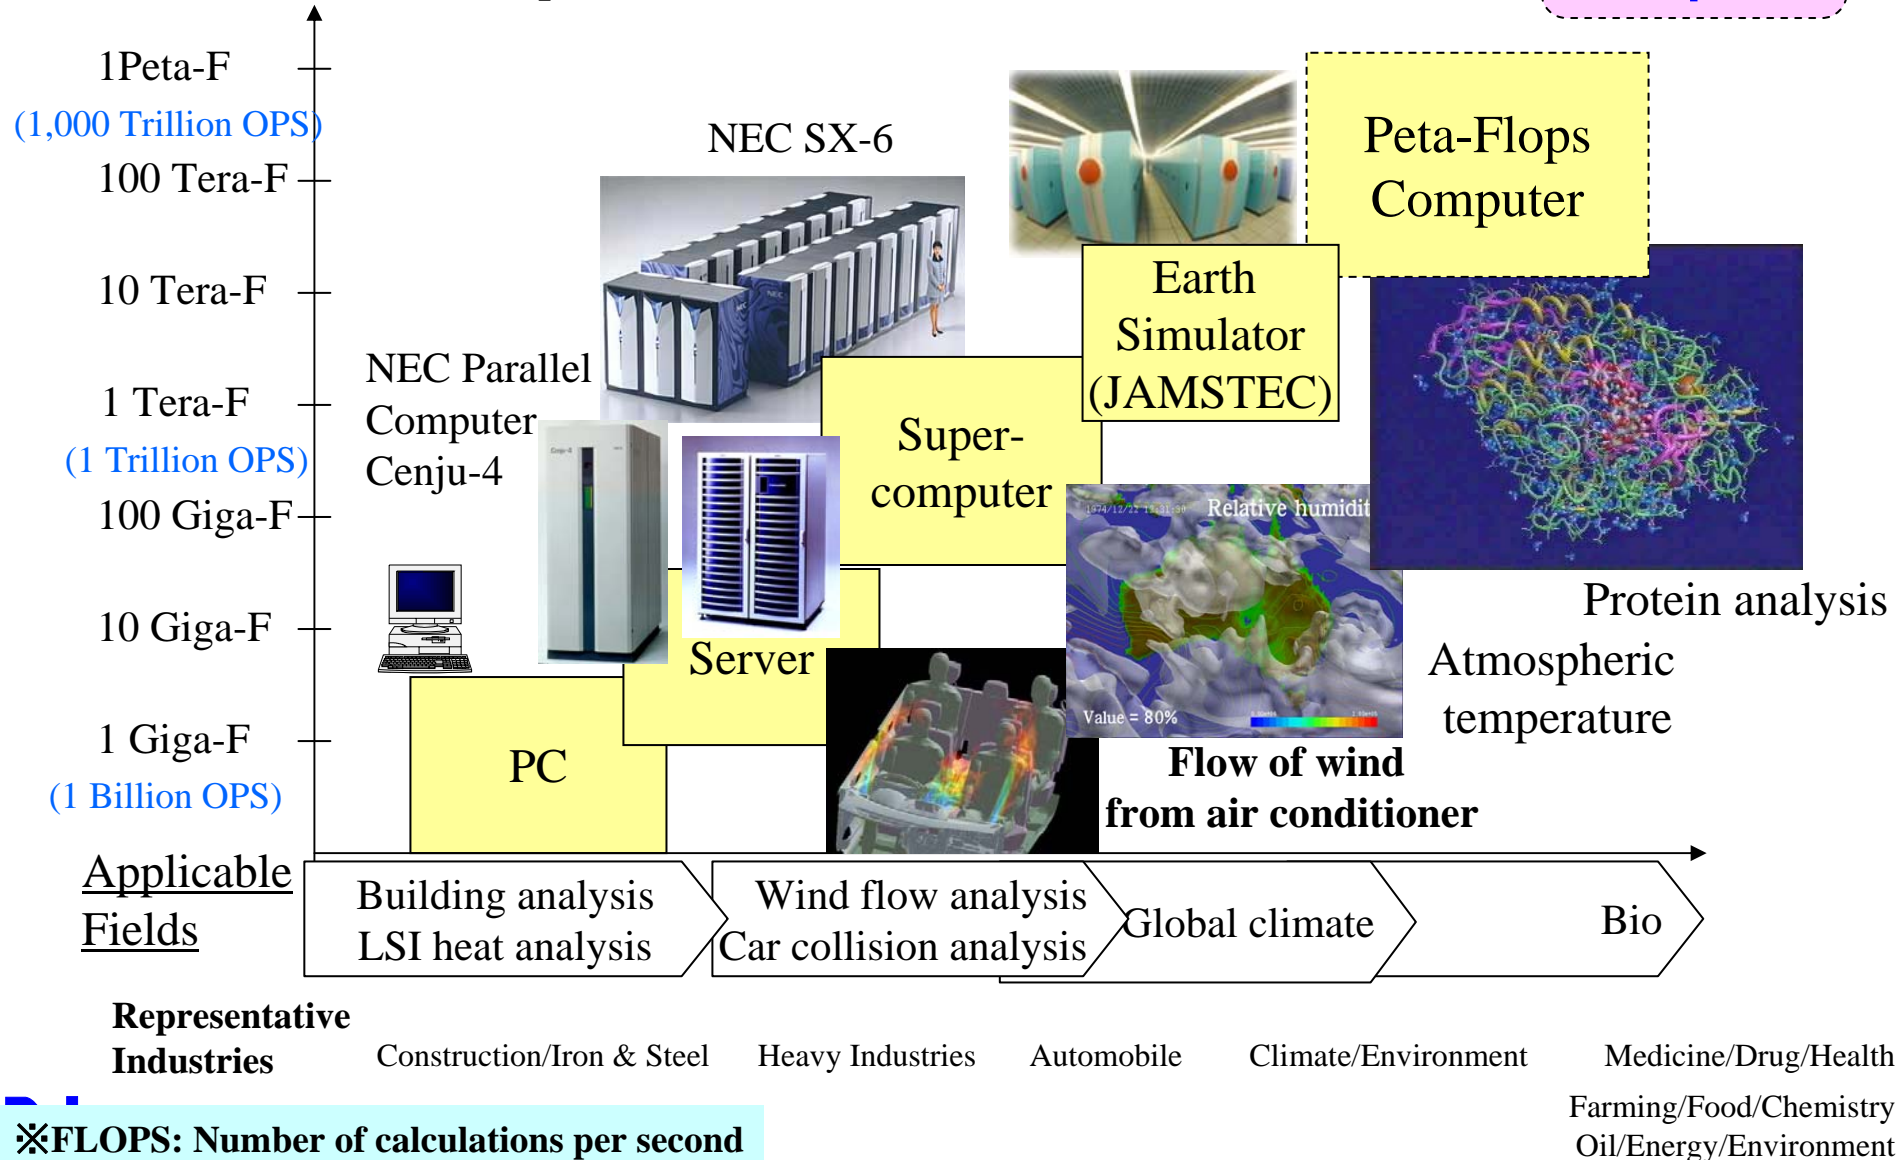 1Peta-F
(1,000 Trillion OPS)
100 Tera-F
10 Tera-F
1 Tera-F
(1 Trillion OPS)
100 Giga-F
10 Giga-F
1 Giga-F
(1 Billion OPS)
NEC SX-6
NEC Parallel
Computer
Cenju-4
Peta-Flops
Computer
Earth
Simulator
(JAMSTEC)
Super-
computer
Server
PC
Relative humidit
Value = 80%
Protein analysis
Atmospheric
temperature
Flow of wind
from air conditioner
Applicable
Fields
Building analysis
LSI heat analysis
Wind flow analysis
Car collision analysis
Global climate
Bio
Representative
Industries
Construction/Iron & Steel
Heavy Industries
Automobile
Climate/Environment
Medicine/Drug/Health
Farming/Food/Chemistry
Oil/Energy/Environment
※FLOPS: Number of calculations per second